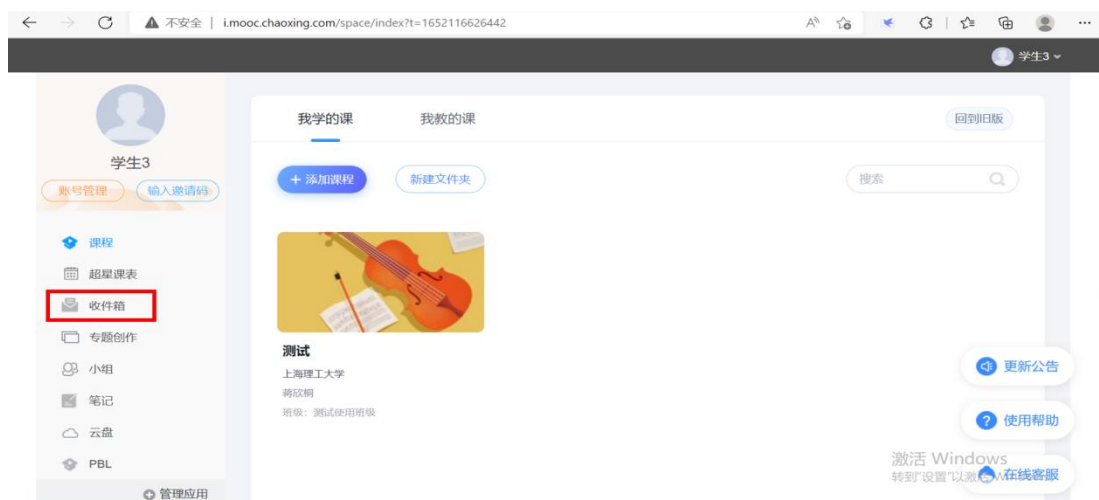 不安全 | i.mooc.chaoxing.com/space/index?t=1652116626442
学生3
学生3
账号管理 输入邀请码
课程
超星课表
收件箱
专题创作
小组
笔记
云盘
PBL
管理应用
我学的课 我教的课 回到旧版
+ 添加课程 新建文件夹 搜索
测试
上海理工大学
蒋欣桐
班级：测试使用班级
更新公告
使用帮助
在线客服
激活 Windows
转到"设置"以激